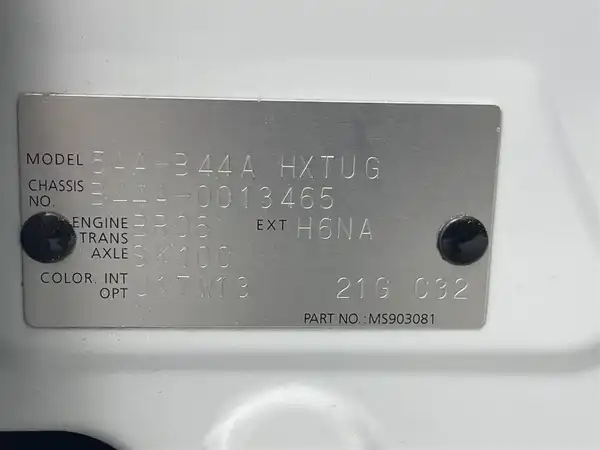 MODEL 5AA-B44A HXTUG
CHASSIS NO. B44A-0013465
ENGINE BR06 EXT H6NA
TRANS AXLE
COLOR. INT OPT 21G 032
PART NO.:MS903081